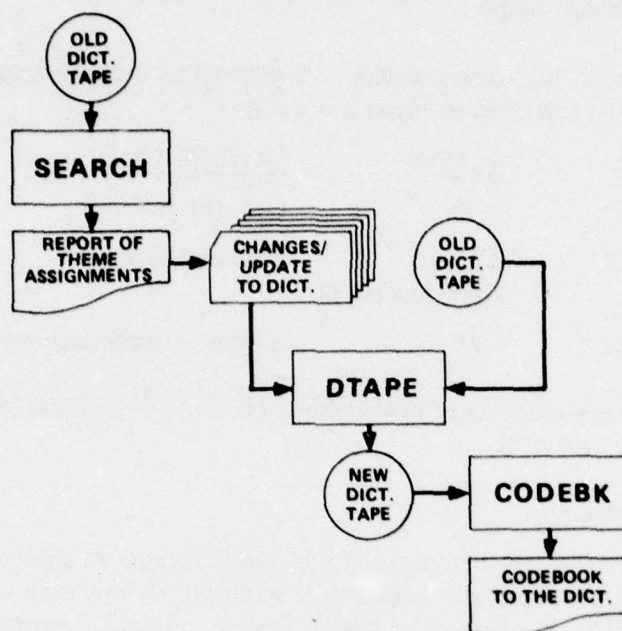 OLD
DICT.
TAPE
SEARCH
REPORT OF
THEME
ASSIGNMENTS
CHANGES/
UPDATE
TO DICT.
OLD
DICT.
TAPE
DTAPE
NEW
DICT.
TAPE
CODEBK
CODEBOOK
TO THE DICT.